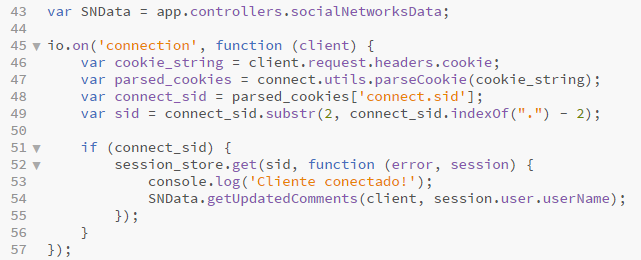 43 var SNData = app.controllers.socialNetworksData;
44
45 io.on('connection', function (client) {
46     var cookie_string = client.request.headers.cookie;
47     var parsed_cookies = connect.utils.parseCookie(cookie_string);
48     var connect_sid = parsed_cookies['connect.sid'];
49     var sid = connect_sid.substr(2, connect_sid.indexOf(".") - 2);
50
51     if (connect_sid) {
52         session_store.get(sid, function (error, session) {
53             console.log('Cliente conectado!');
54             SNData.getUpdatedComments(client, session.user.userName);
55         });
56     }
57 });